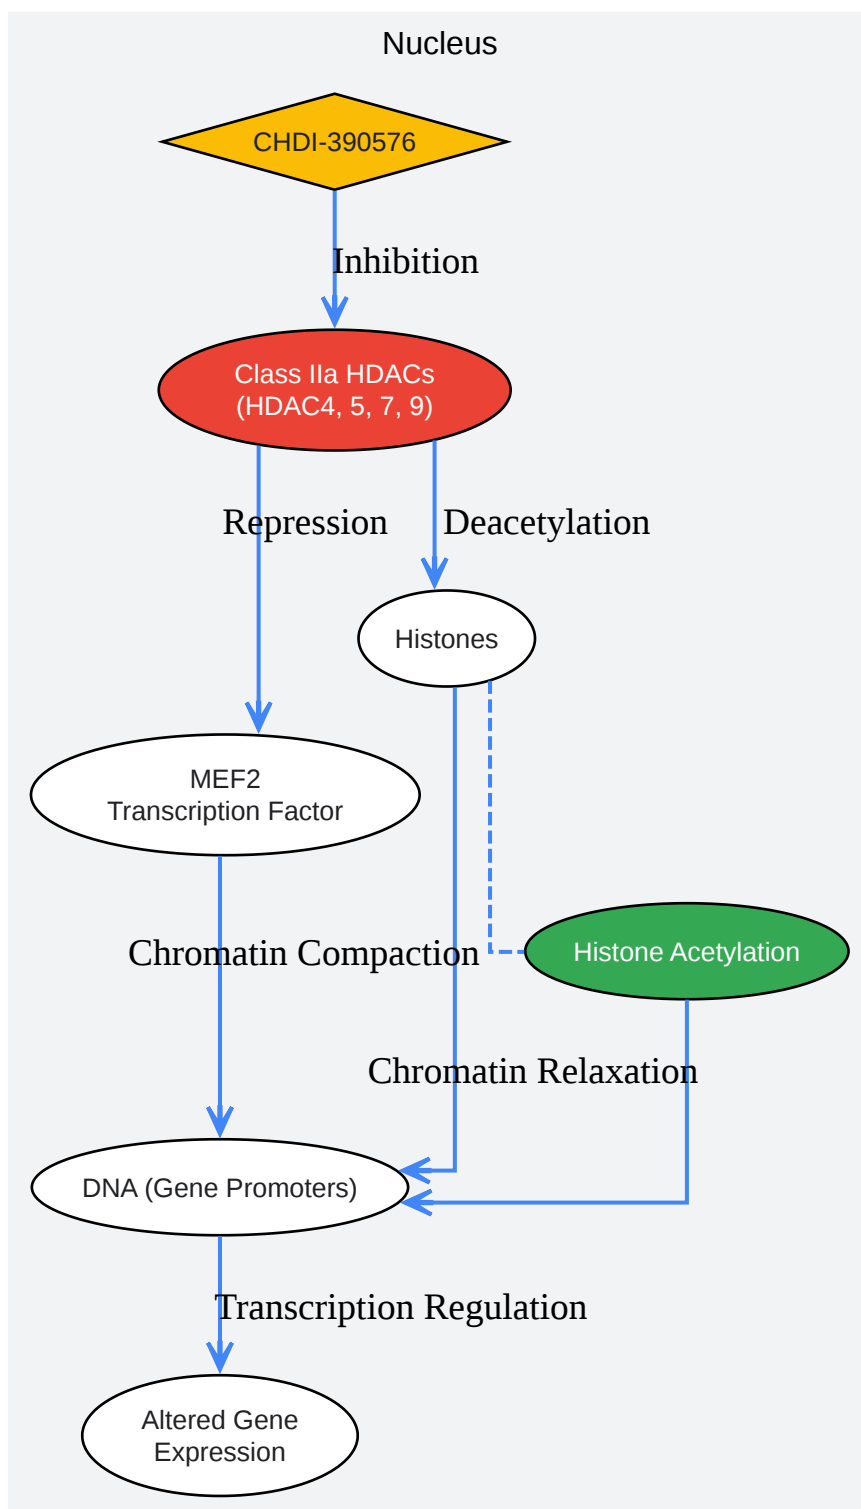 Nucleus
CHDI-390576
Inhibition
Class IIa HDACs
(HDAC4, 5, 7, 9)
Repression
Deacetylation
Histones
MEF2
Transcription Factor
Chromatin Compaction
Histone Acetylation
Chromatin Relaxation
DNA (Gene Promoters)
Transcription Regulation
Altered Gene
Expression